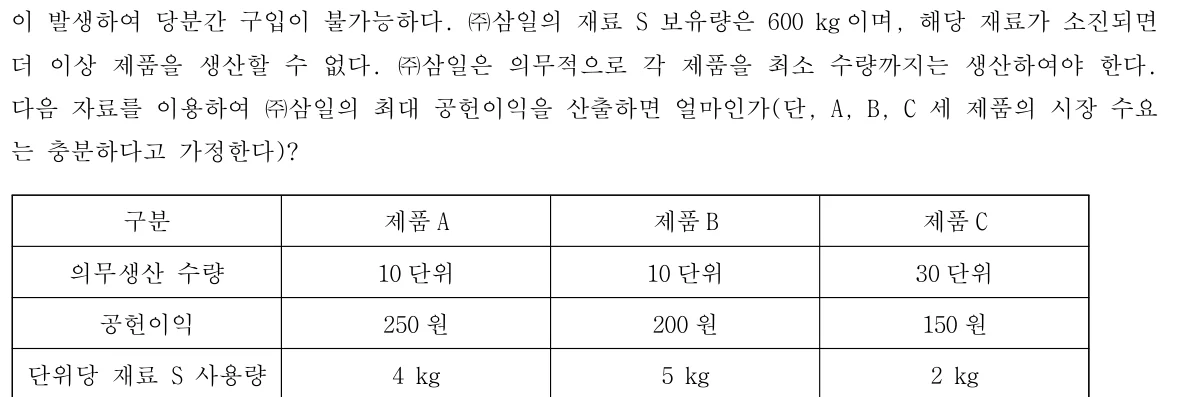 이 발생하여 당분간 구입이 불가능하다. ㈜삼일의 재료 S 보유량은 600 kg이며, 해당 재료가 소진되면
더 이상 제품을 생산할 수 없다. ㈜삼일은 의무적으로 각 제품을 최소 수량까지는 생산하여야 한다.
다음 자료를 이용하여 ㈜삼일의 최대 공헌이익을 산출하면 얼마인가(단, A, B, C 세 제품의 시장 수요
는 충분하다고 가정한다)?
구분 제품 A 제품 B 제품 C
의무생산 수량 10 단위 10 단위 30 단위
공헌이익 250 원 200 원 150 원
단위당 재료 S 사용량 4 kg 5 kg 2 kg